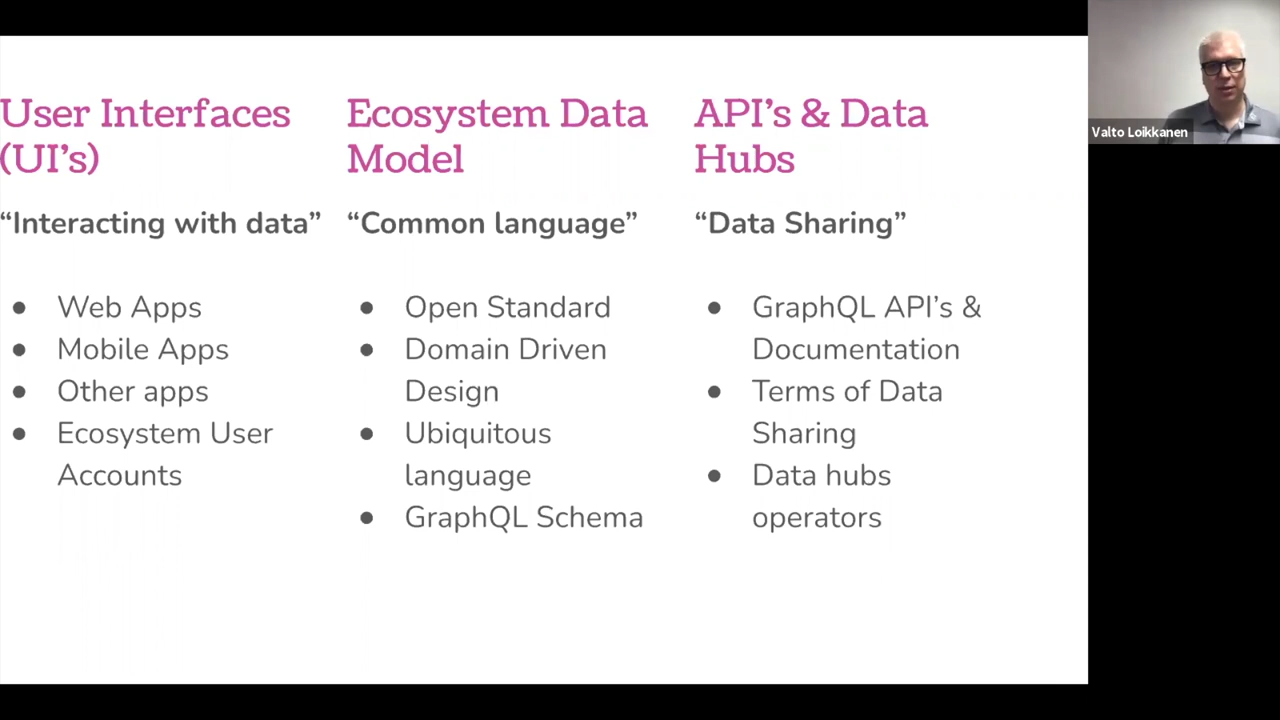 User Interfaces
(UI's)
“Interacting with data”
● Web Apps
● Mobile Apps
● Other apps
● Ecosystem User
Accounts
Ecosystem Data
Model
“Common language”
● Open Standard
● Domain Driven
Design
● Ubiquitous
language
● GraphQL Schema
API’s & Data
Hubs
“Data Sharing”
● GraphQL API’s &
Documentation
● Terms of Data
Sharing
● Data hubs
operators
Valto Loikkanen